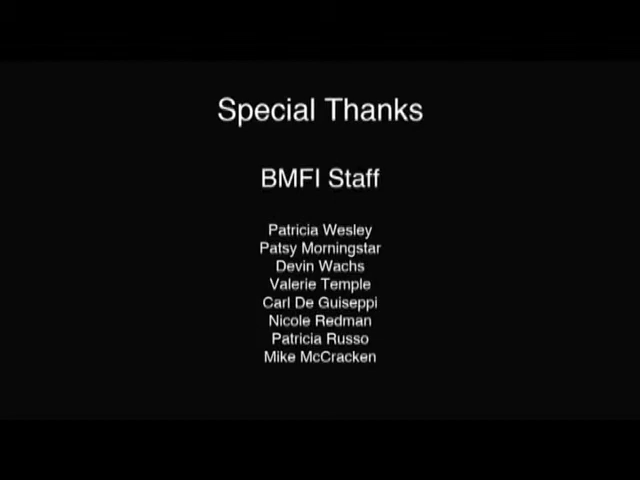 Special Thanks
BMFI Staff
Patricia Wesley
Patsy Morningstar
Devin Wachs
Valerie Temple
Carl De Guiseppi
Nicole Redman
Patricia Russo
Mike McCracken